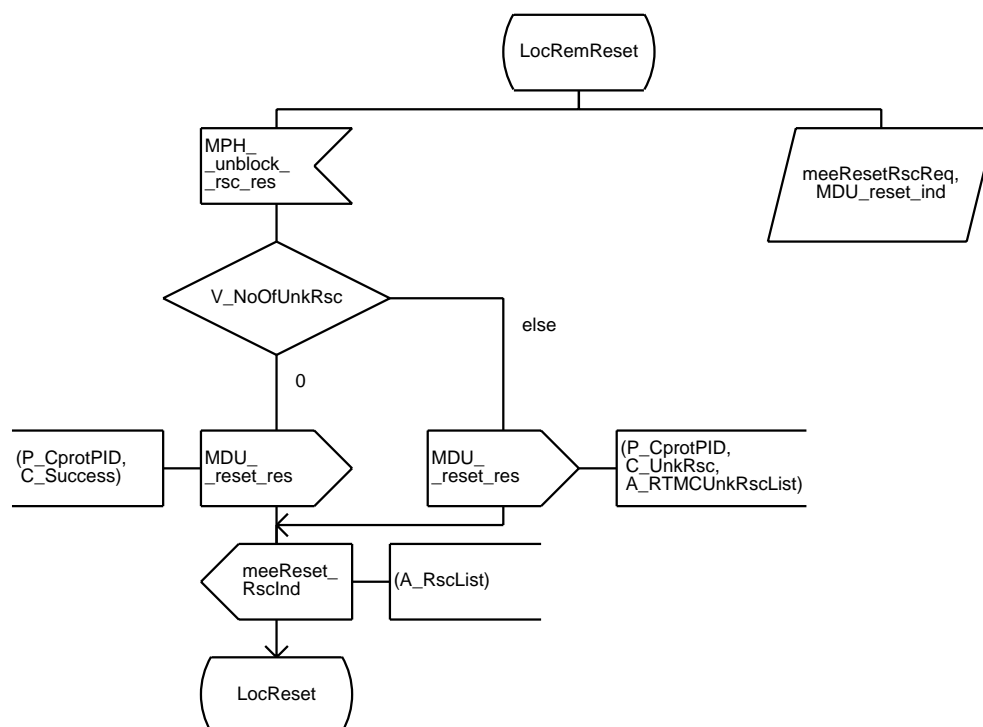 LocRemReset
MPH_
_unblock_
_rsc_res
meeResetRscReq,
MDU_reset_ind
V_NoOfUnkRsc
else
0
(P_CprotPID,
C_Success)
MDU_
_reset_res
MDU_
_reset_res
(P_CprotPID,
C_UnkRsc,
A_RTMCUnkRscList)
meeReset_
RscInd
(A_RscList)
LocReset